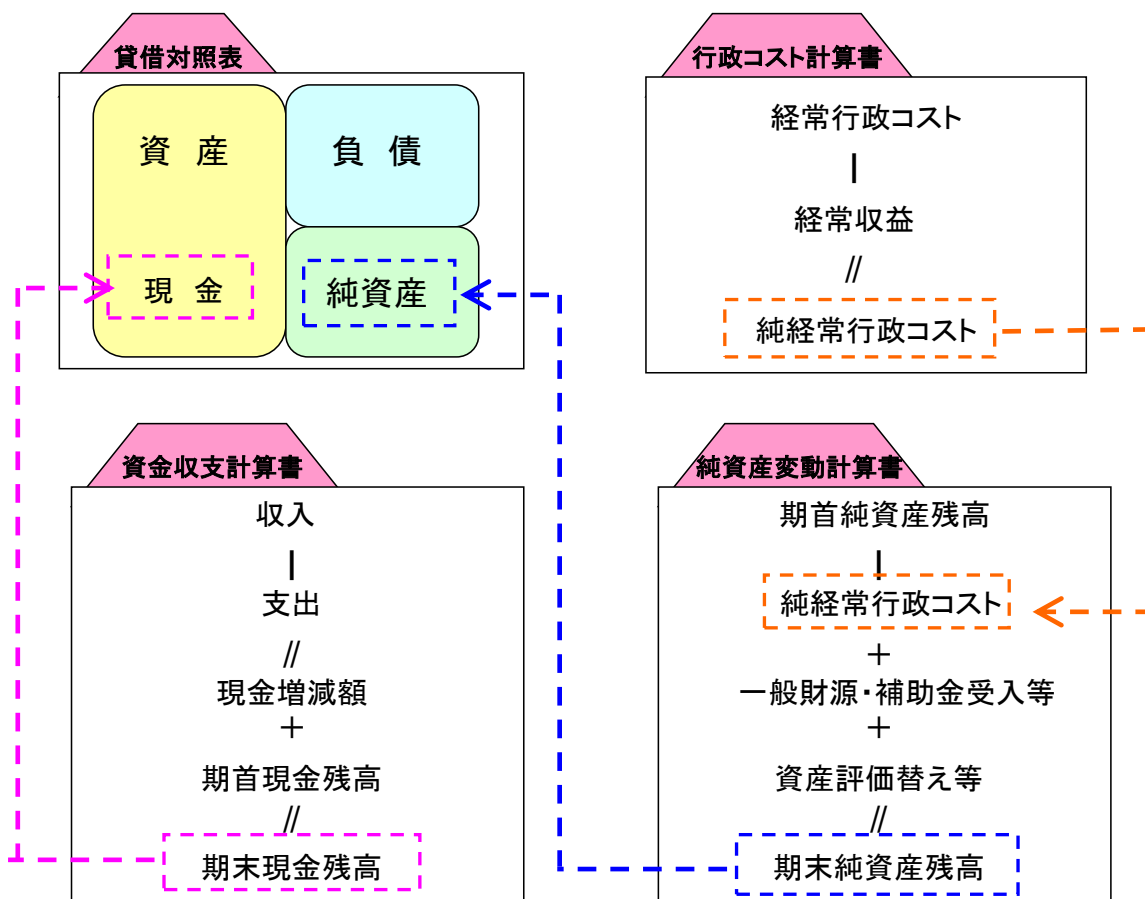 貸借対照表
資 産
負 債
現 金
純資産
行政コスト計算書
経常行政コスト
ー
経常収益
//
純経常行政コスト
資金収支計算書
収入
ー
支出
//
現金増減額
+
期首現金残高
//
期末現金残高
純資産変動計算書
期首純資産残高
ー
純経常行政コスト
+
一般財源・補助金受入等
+
資産評価替え等
//
期末純資産残高